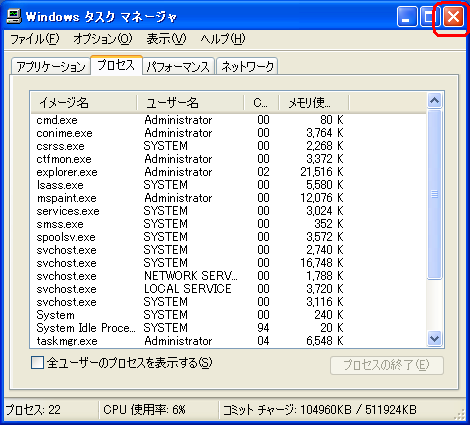 Windows タスク マネージャ
ファイル(F) オプション(O) 表示(V) ヘルプ(H)
アプリケーション プロセス パフォーマンス ネットワーク
イメージ名 ユーザー名 C... メモリ使...
cmd.exe Administrator 00 80 K
conime.exe Administrator 00 3,764 K
csrss.exe SYSTEM 00 2,268 K
ctfmon.exe Administrator 00 3,372 K
explorer.exe Administrator 02 21,516 K
lsass.exe SYSTEM 00 5,580 K
mspaint.exe Administrator 00 12,076 K
services.exe SYSTEM 00 3,024 K
smss.exe SYSTEM 00 352 K
spoolsv.exe SYSTEM 00 3,572 K
svchost.exe SYSTEM 00 2,740 K
svchost.exe SYSTEM 00 16,748 K
svchost.exe NETWORK SERV... 00 1,788 K
svchost.exe LOCAL SERVICE 00 3,720 K
svchost.exe SYSTEM 00 3,116 K
System SYSTEM 00 240 K
System Idle Proce... SYSTEM 94 20 K
taskmgr.exe Administrator 04 6,548 K
全ユーザーのプロセスを表示する(S) プロセスの終了(E)
プロセス: 22 CPU 使用率: 6% コミット チャージ: 104960KB / 511924KB